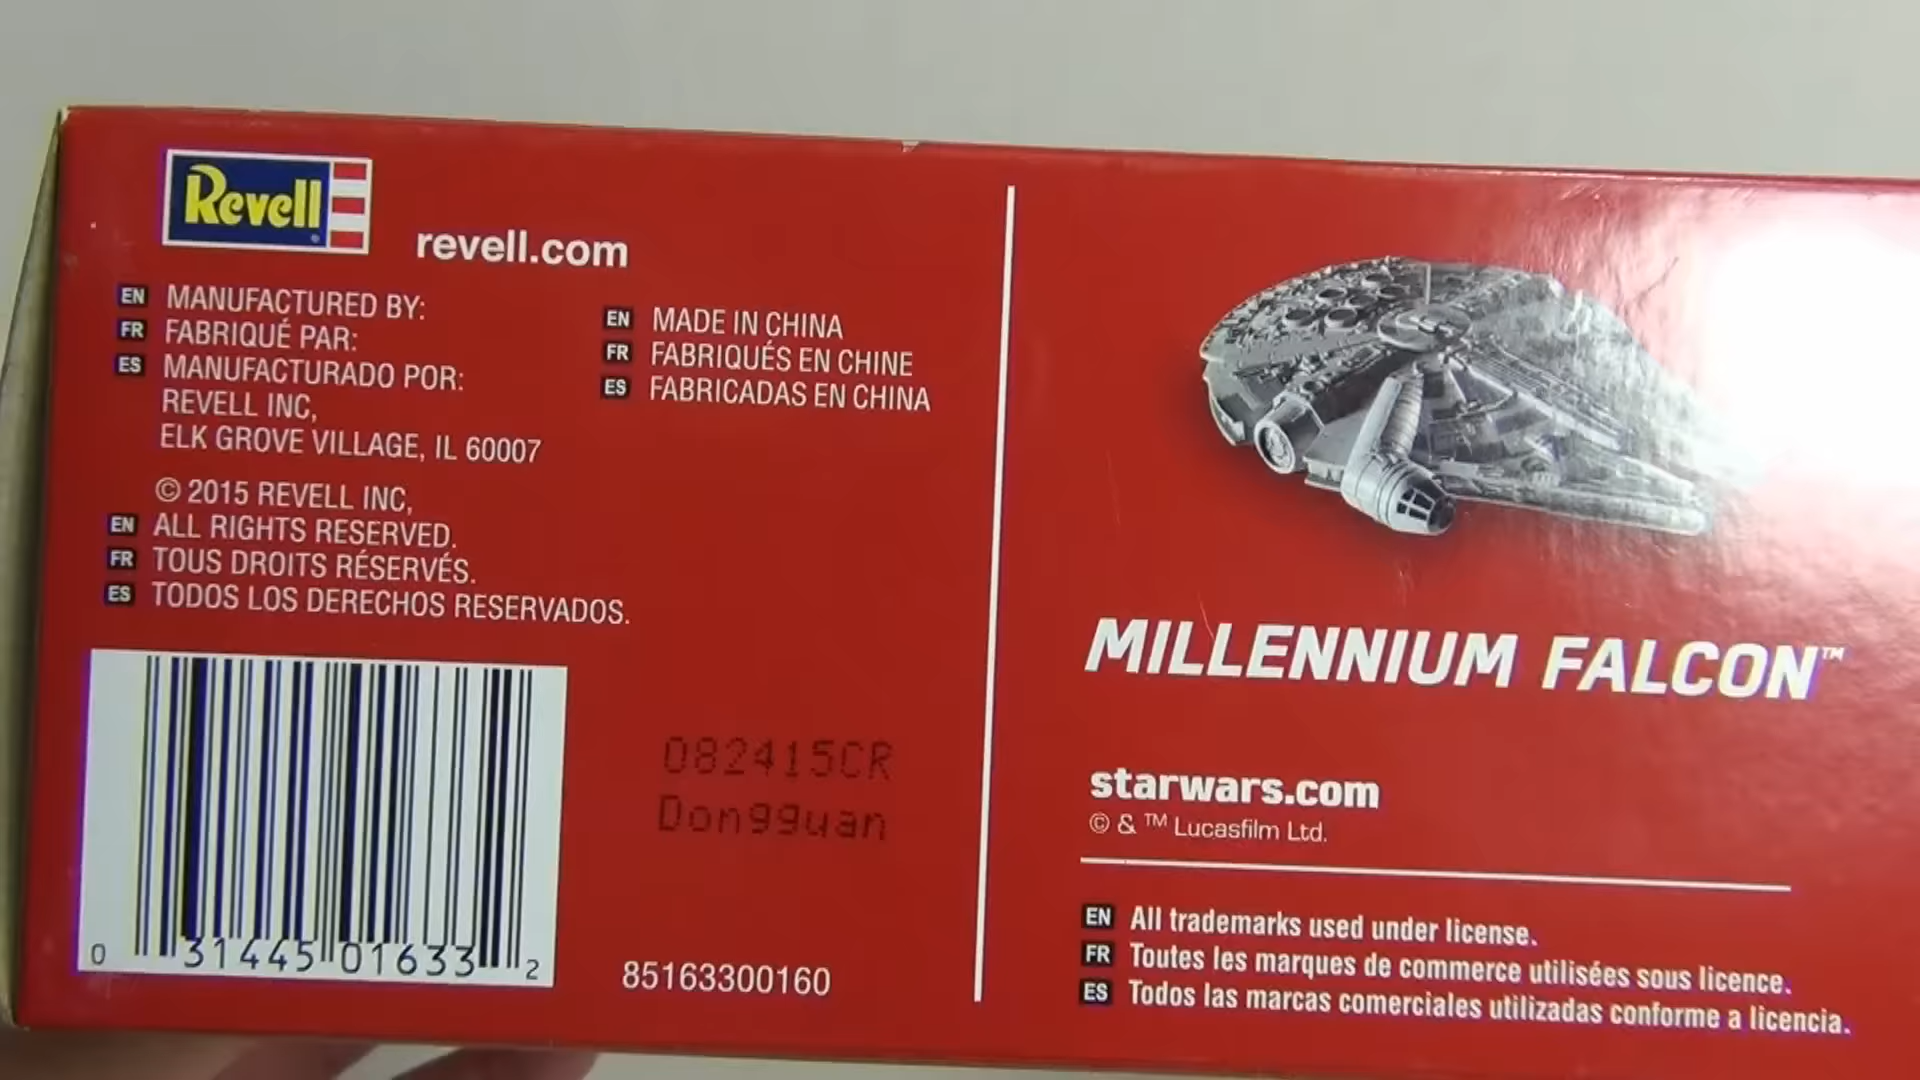 Revell
revell.com
EN MANUFACTURED BY:
FR FABRIQUÉ PAR:
ES MANUFACTURADO POR:
REVELL INC,
ELK GROVE VILLAGE, IL 60007
© 2015 REVELL INC,
EN ALL RIGHTS RESERVED.
FR TOUS DROITS RÉSERVÉS.
ES TODOS LOS DERECHOS RESERVADOS.
EN MADE IN CHINA
FR FABRIQUÉS EN CHINE
ES FABRICADAS EN CHINA
0 31445 01633 2
082415CR
Dongguan
85163300160
MILLENNIUM FALCON™
starwars.com
© & ™ Lucasfilm Ltd.
EN All trademarks used under license.
FR Toutes les marques de commerce utilisées sous licence.
ES Todos las marcas comerciales utilizadas conforme a licencia.